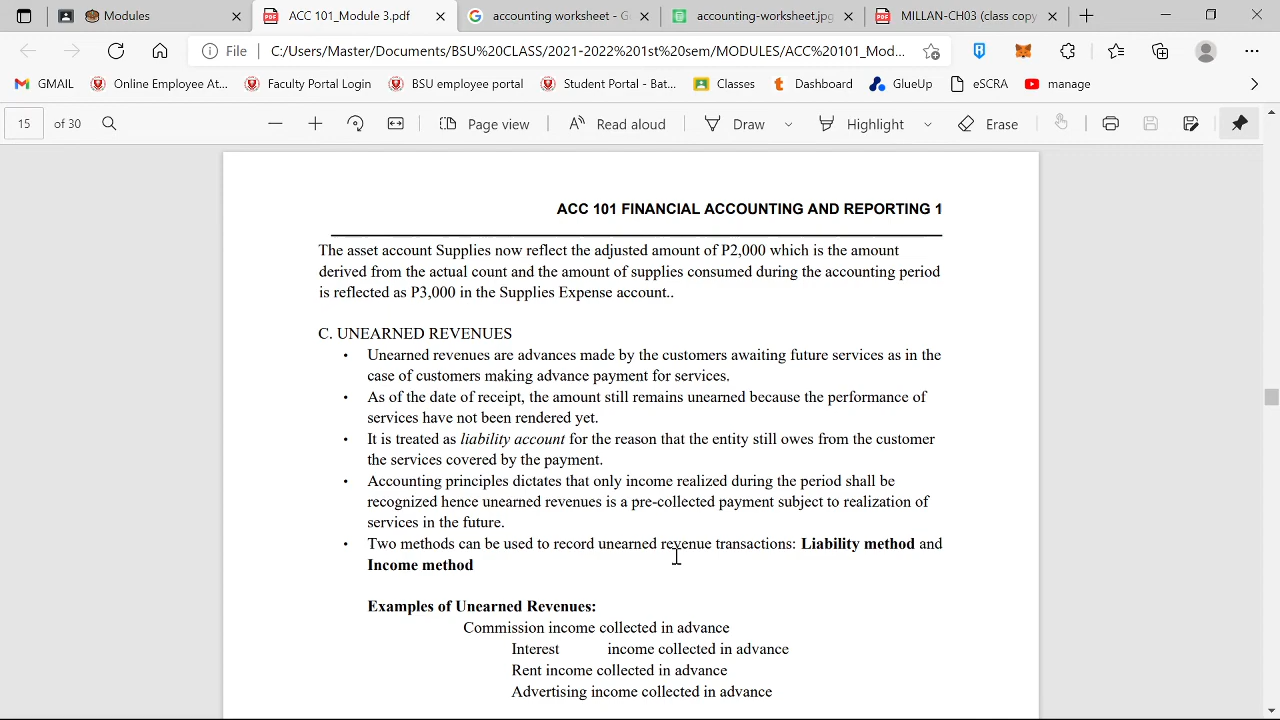 Modules
ACC 101_Module 3.pdf
accounting worksheet - G
accounting-worksheet.jpg
MILLAN-CH03 (class copy
File
C:/Users/Master/Documents/BSU%20CLASS/2021-2022%201st%20sem/MODULES/ACC%20101_Mod...
GMAIL
Online Employee At...
Faculty Portal Login
BSU employee portal
Student Portal - Bat...
Classes
Dashboard
GlueUp
eSCRA
manage
15 of 30
Page view
Read aloud
Draw
Highlight
Erase
ACC 101 FINANCIAL ACCOUNTING AND REPORTING 1
The asset account Supplies now reflect the adjusted amount of P2,000 which is the amount
derived from the actual count and the amount of supplies consumed during the accounting period
is reflected as P3,000 in the Supplies Expense account..
C. UNEARNED REVENUES
• Unearned revenues are advances made by the customers awaiting future services as in the
case of customers making advance payment for services.
• As of the date of receipt, the amount still remains unearned because the performance of
services have not been rendered yet.
• It is treated as liability account for the reason that the entity still owes from the customer
the services covered by the payment.
• Accounting principles dictates that only income realized during the period shall be
recognized hence unearned revenues is a pre-collected payment subject to realization of
services in the future.
• Two methods can be used to record unearned revenue transactions: Liability method and
Income method
Examples of Unearned Revenues:
Commission income collected in advance
Interest income collected in advance
Rent income collected in advance
Advertising income collected in advance